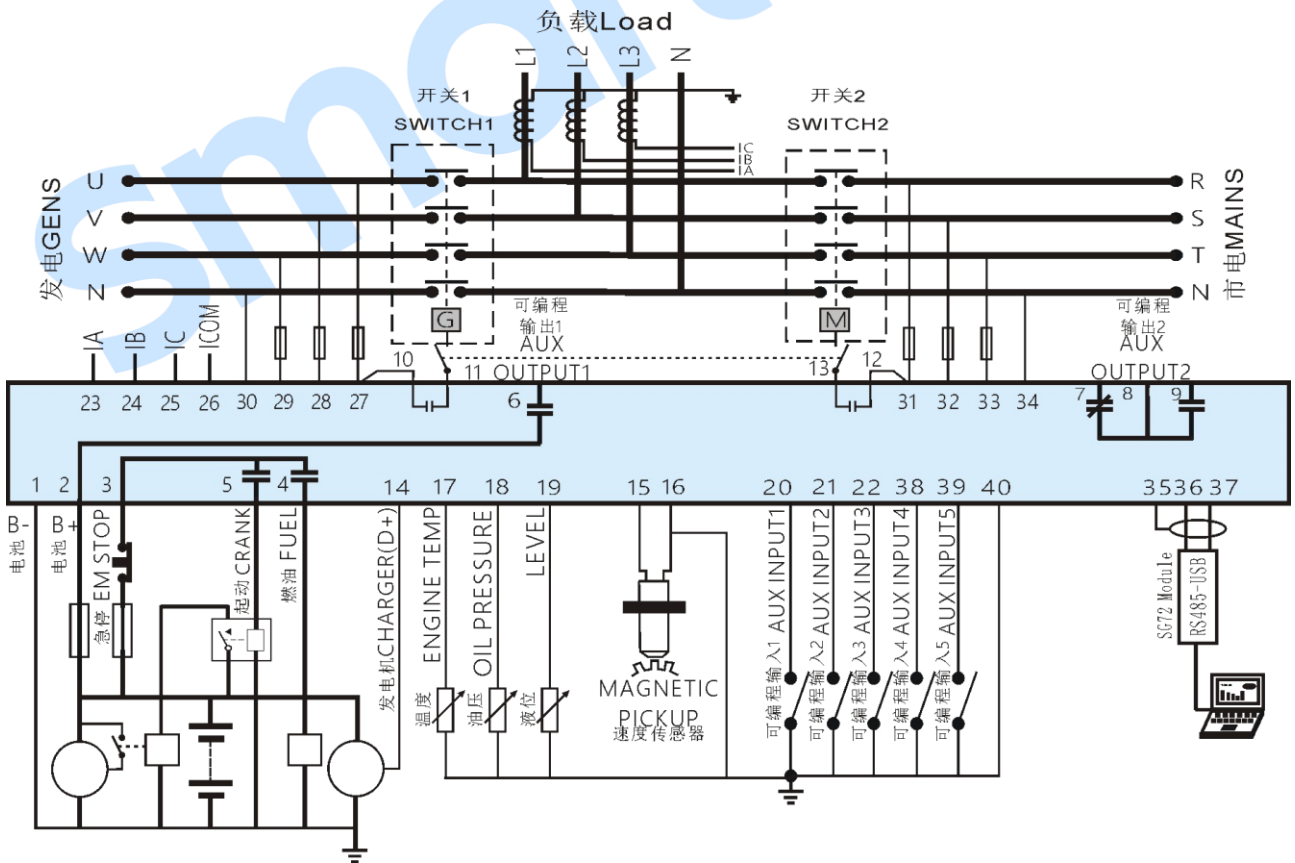 smart
负载Load
L1
L2
L3
N
开关1
SWITCH1
开关2
SWITCH2
IC
IB
IA
发电GENS
U
V
W
N
R
S
T
N
市电MAINS
G
M
可编程
输出1
AUX
OUTPUT1
可编程
输出2
AUX
OUTPUT2
IA
IB
IC
ICOM
10
11
13
12
23
24
25
26
30
29
28
27
6
31
32
33
34
7
8
9
1
2
3
5
4
14
17
18
19
15
16
20
21
22
38
39
40
35
36
37
B-
电池
B+
电池
急停 EM STOP
起动 CRANK
燃油 FUEL
发电机CHARGER(D+)
温度 ENGINE TEMP
油压 OIL PRESSURE
液位 LEVEL
MAGNETIC
PICKUP
速度传感器
可编程输入1 AUX INPUT1
可编程输入2 AUX INPUT2
可编程输入3 AUX INPUT3
可编程输入4 AUX INPUT4
可编程输入5 AUX INPUT5
SG72 Module
RS485-USB